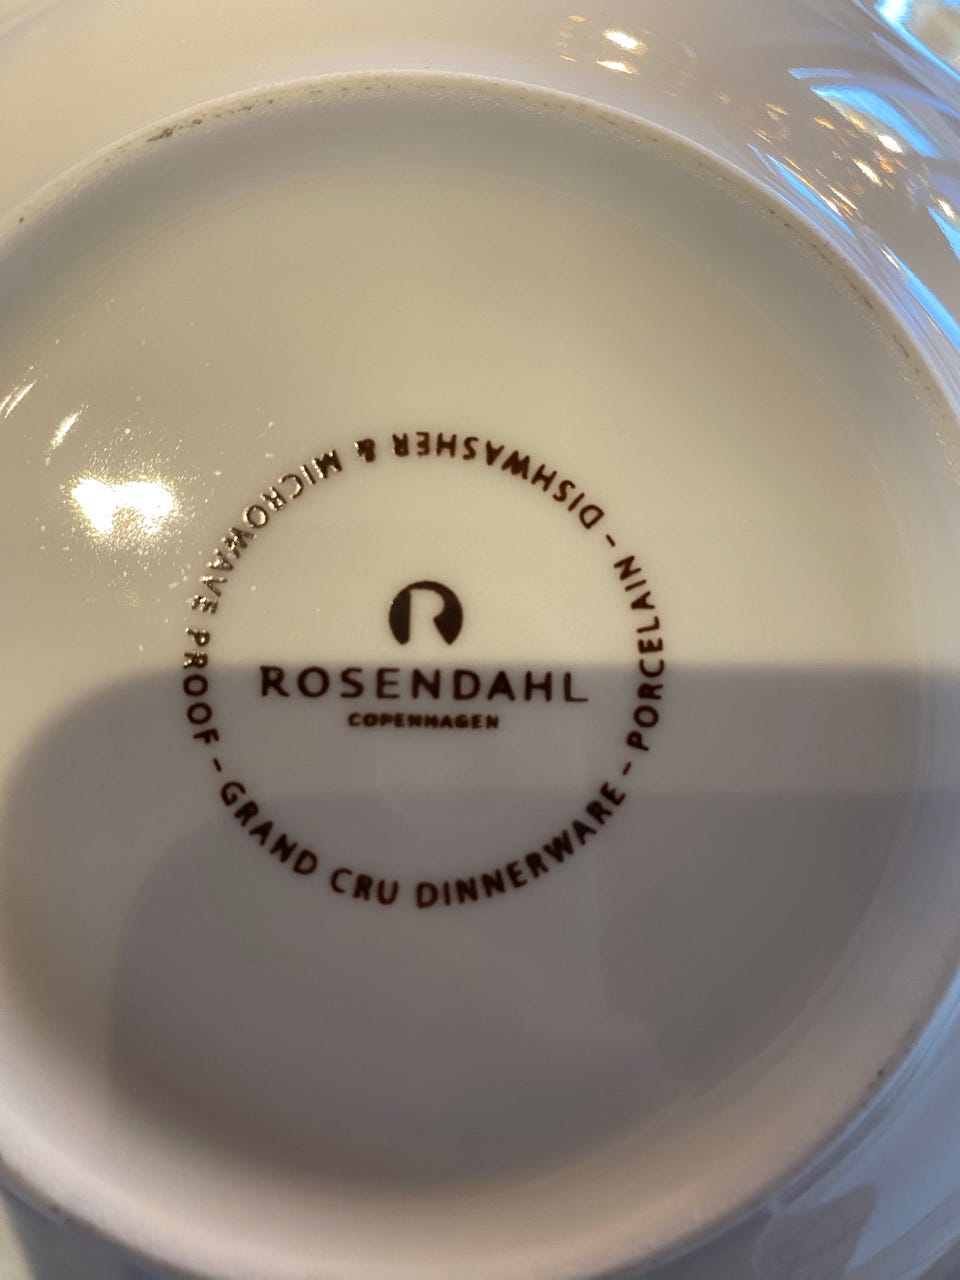 R
ROSENDAHL
COPENHAGEN
GRAND CRU DINNERWARE - PORCELAIN - DISHWASHER & MICROWAVE PROOF -